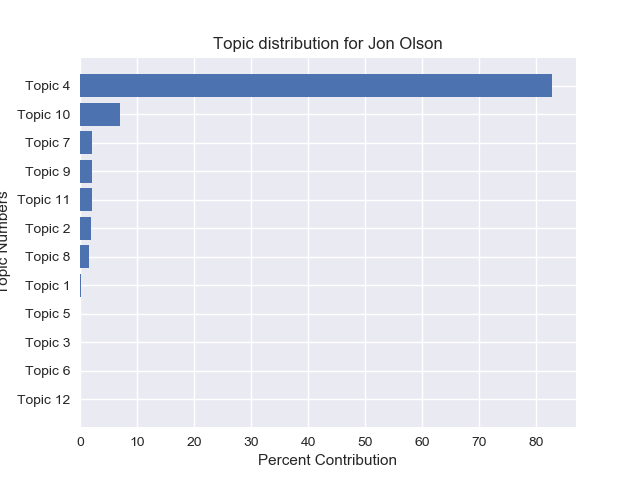 Topic distribution for Jon Olson
Topic Numbers
Topic 4
Topic 10
Topic 7
Topic 9
Topic 11
Topic 2
Topic 8
Topic 1
Topic 5
Topic 3
Topic 6
Topic 12
0 10 20 30 40 50 60 70 80
Percent Contribution